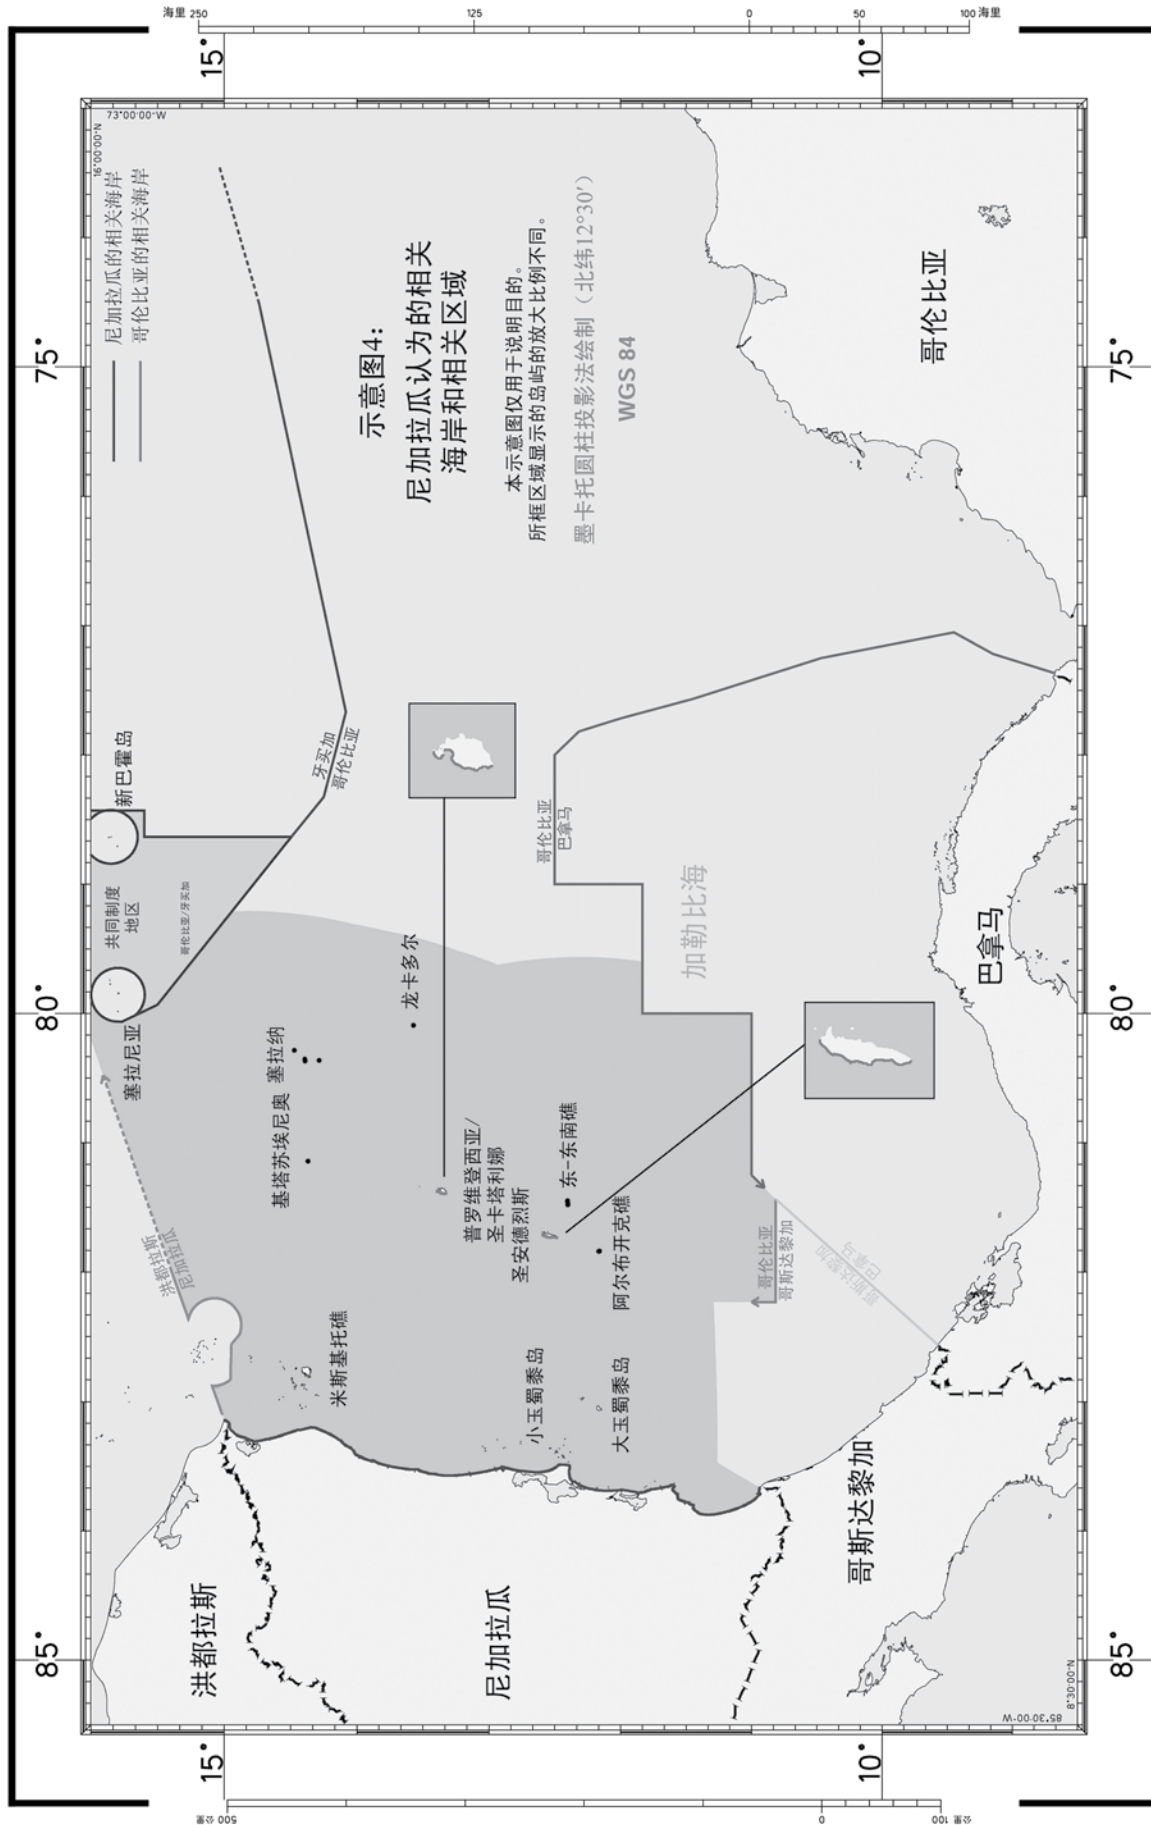 示意图4：
尼加拉瓜认为的相关
海岸和相关区域
本示意图仅用于说明目的。
所框区域显示的岛屿的放大比例不同。
墨卡托圆柱投影法绘制（北纬12°30′）
WGS 84
尼加拉瓜的相关海岸
哥伦比亚的相关海岸
16°00'00"N
73°00'00"W
85°
80°
75°
15°
10°
洪都拉斯
洪都拉斯
尼加拉瓜
塞拉尼亚
共同制度
地区
哥伦比亚/牙买加
新巴霍岛
牙买加
哥伦比亚
基塔苏埃尼奥
塞拉纳
龙卡多尔
米斯基托礁
普罗维登西亚/
圣卡塔利娜
圣安德烈斯
东-东南礁
阿尔布开克礁
小玉蜀黍岛
大玉蜀黍岛
尼加拉瓜
哥伦比亚
巴拿马
加勒比海
哥伦比亚
哥斯达黎加
哥斯达黎加
巴拿马
哥斯达黎加
巴拿马
哥伦比亚
8°30'00"N
85°30'00"W
85°
80°
75°
15°
10°
海里 250
125
0
50
100 海里
公里 500
0
100 公里